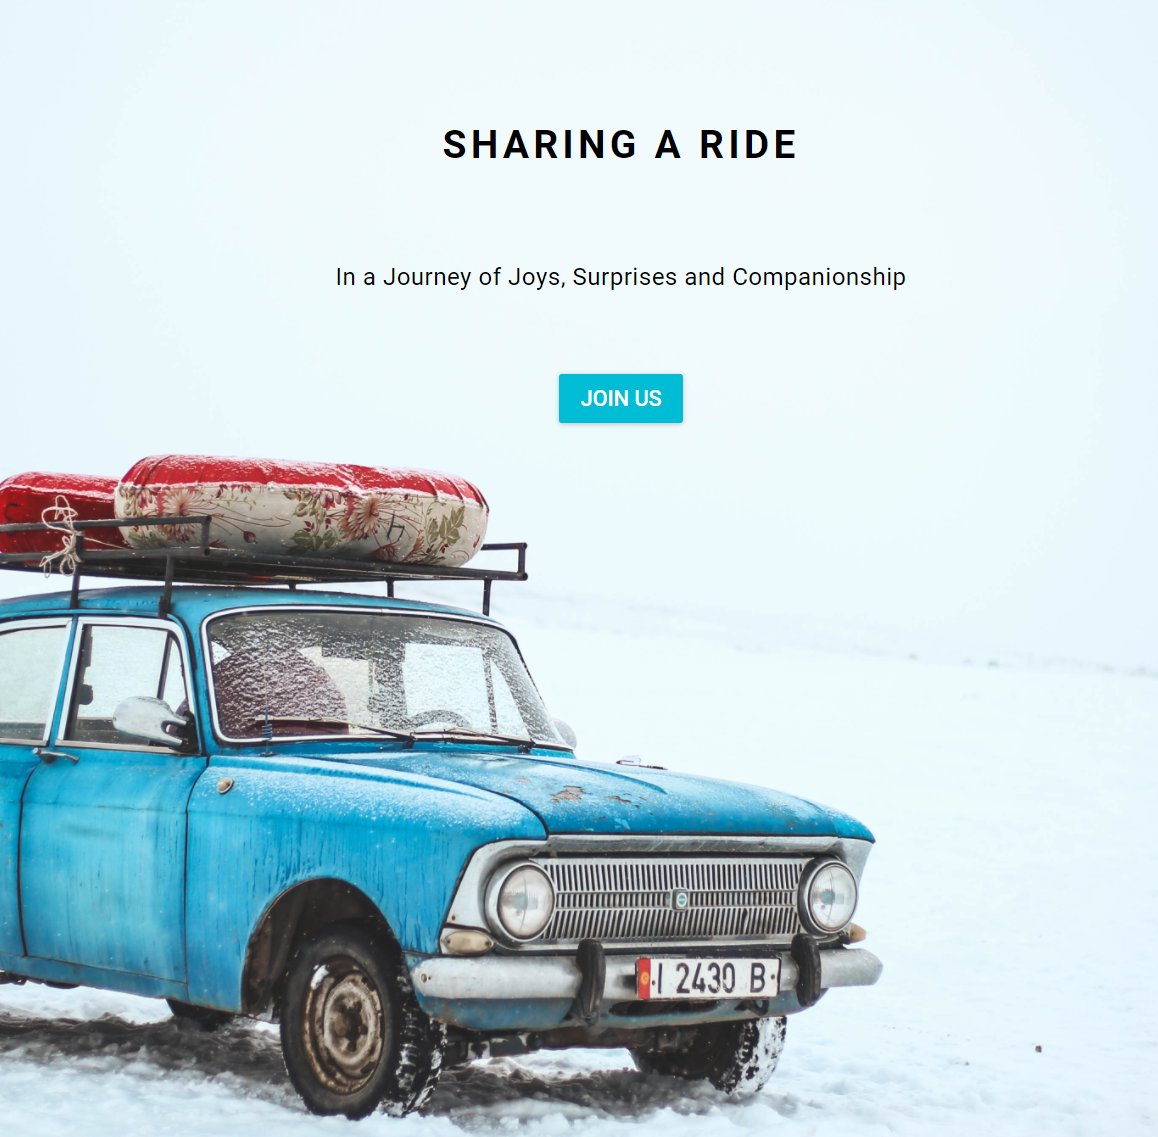 SHARING A RIDE
In a Journey of Joys, Surprises and Companionship
JOIN US
I 2430 B